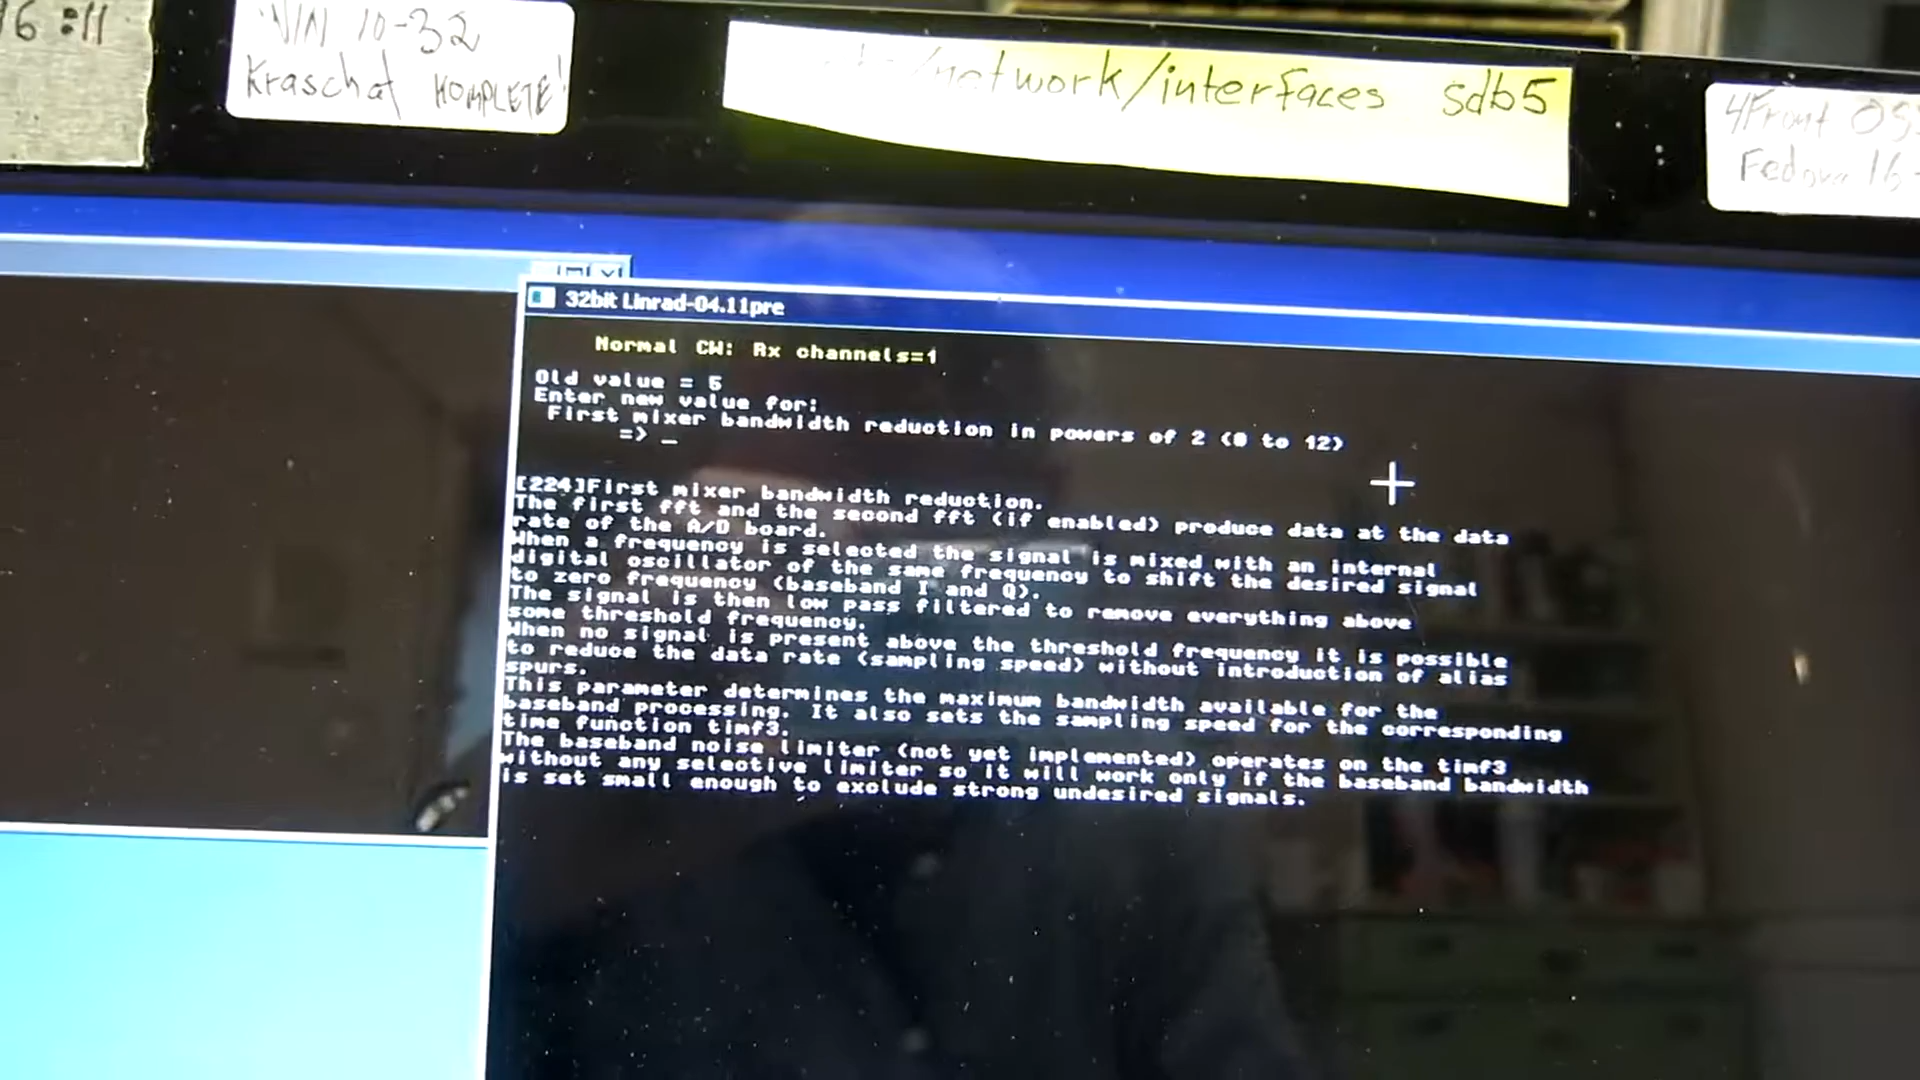 6:11
WIN 10-32
Kraschat KOMPLETE!
/network/interfaces sdb5
4Front OS
Fedora 16-
32bit Linrad-04.11pre
Normal CW: Rx channels=1
Old value = 5
Enter new value for:
First mixer bandwidth reduction in powers of 2 (0 to 12)
=> _
[224]First mixer bandwidth reduction.
The first fft and the second fft (if enabled) produce data at the data
rate of the A/D board.
When a frequency is selected the signal is mixed with an internal
digital oscillator of the same frequency to shift the desired signal
to zero frequency (baseband I and Q).
The signal is then low pass filtered to remove everything above
some threshold frequency.
When no signal is present above the threshold frequency it is possible
to reduce the data rate (sampling speed) without introduction of alias
spurs.
This parameter determines the maximum bandwidth available for the
baseband processing. It also sets the sampling speed for the corresponding
time function timf3.
The baseband noise limiter (not yet implemented) operates on the timf3
without any selective limiter so it will work only if the baseband bandwidth
is set small enough to exclude strong undesired signals.